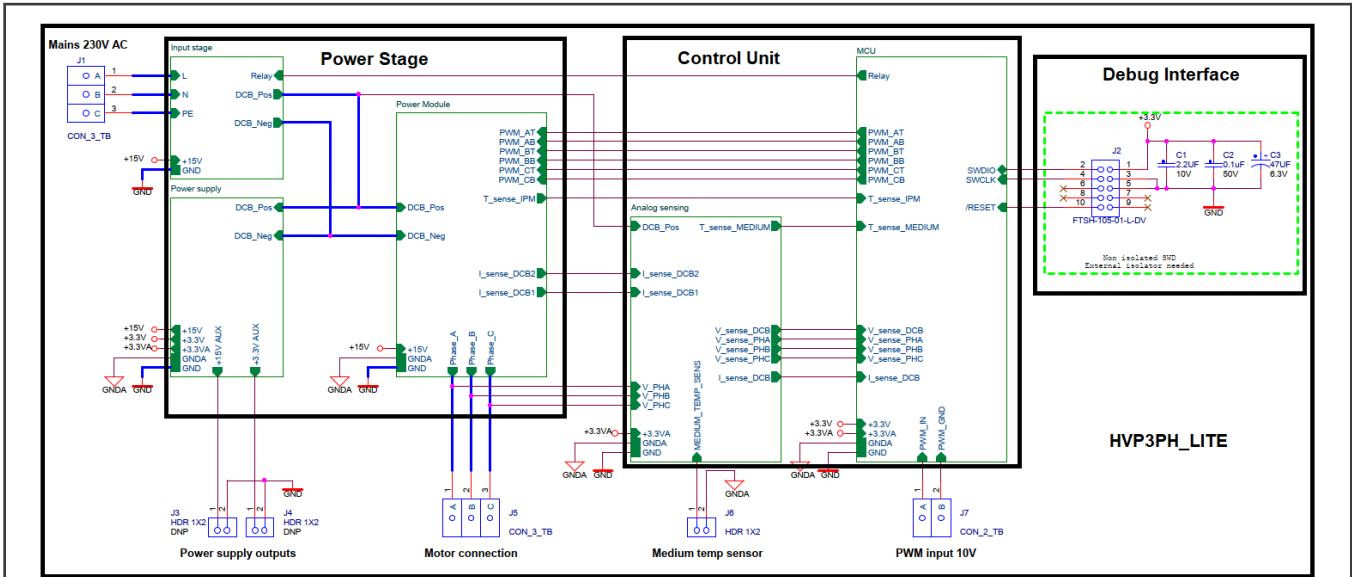 Mains 230V AC
J1
A
1
B
2
C
3
CON_3_TB
Input stage
L
N
PE
Relay
DCB_Pos
DCB_Neg
+15V
+15V
GND
GND
Power Stage
Power supply
DCB_Pos
DCB_Neg
+15V
+3.3V
+3.3VA
+15V
+3.3V
+3.3VA
GNDA
GND
+15V AUX
+3.3V AUX
GNDA
GND
Power Module
PWM_AT
PWM_AB
PWM_BT
PWM_BB
PWM_CT
PWM_CB
T_sense_IPM
DCB_Pos
DCB_Neg
I_sense_DCB2
I_sense_DCB1
+15V
+15V
GNDA
GND
Phase_A
Phase_B
Phase_C
GNDA
GND
Control Unit
Analog sensing
DCB_Pos
T_sense_MEDIUM
I_sense_DCB2
I_sense_DCB1
V_sense_DCB
V_sense_PHA
V_sense_PHB
V_sense_PHC
I_sense_DCB
V_PHA
V_PHB
V_PHC
+3.3VA
+3.3VA
GNDA
GND
MEDIUM_TEMP_SENS
GNDA
GND
MCU
Relay
PWM_AT
PWM_AB
PWM_BT
PWM_BB
PWM_CT
PWM_CB
T_sense_IPM
T_sense_MEDIUM
V_sense_DCB
V_sense_PHA
V_sense_PHB
V_sense_PHC
I_sense_DCB
SWDIO
SWCLK
/RESET
+3.3V
+3.3VA
+3.3V
+3.3VA
GNDA
GND
PWM_IN
PWM_GND
GNDA
GND
Debug Interface
+3.3V
J2
2
4
6
8
10
1
3
5
7
9
FTSH-105-01-L-DV
C1
2.2UF
10V
C2
0.1uF
50V
C3
47UF
6.3V
GND
Non isolated SWD
External isolator needed
HVP3PH_LITE
GND
J3
HDR 1X2
DNP
1
2
1
2
J4
HDR 1X2
DNP
Power supply outputs
1
2
3
A
B
C
J5
CON_3_TB
Motor connection
GNDA
1
2
J6
HDR 1X2
Medium temp sensor
1
2
A
B
J7
CON_2_TB
PWM input 10V